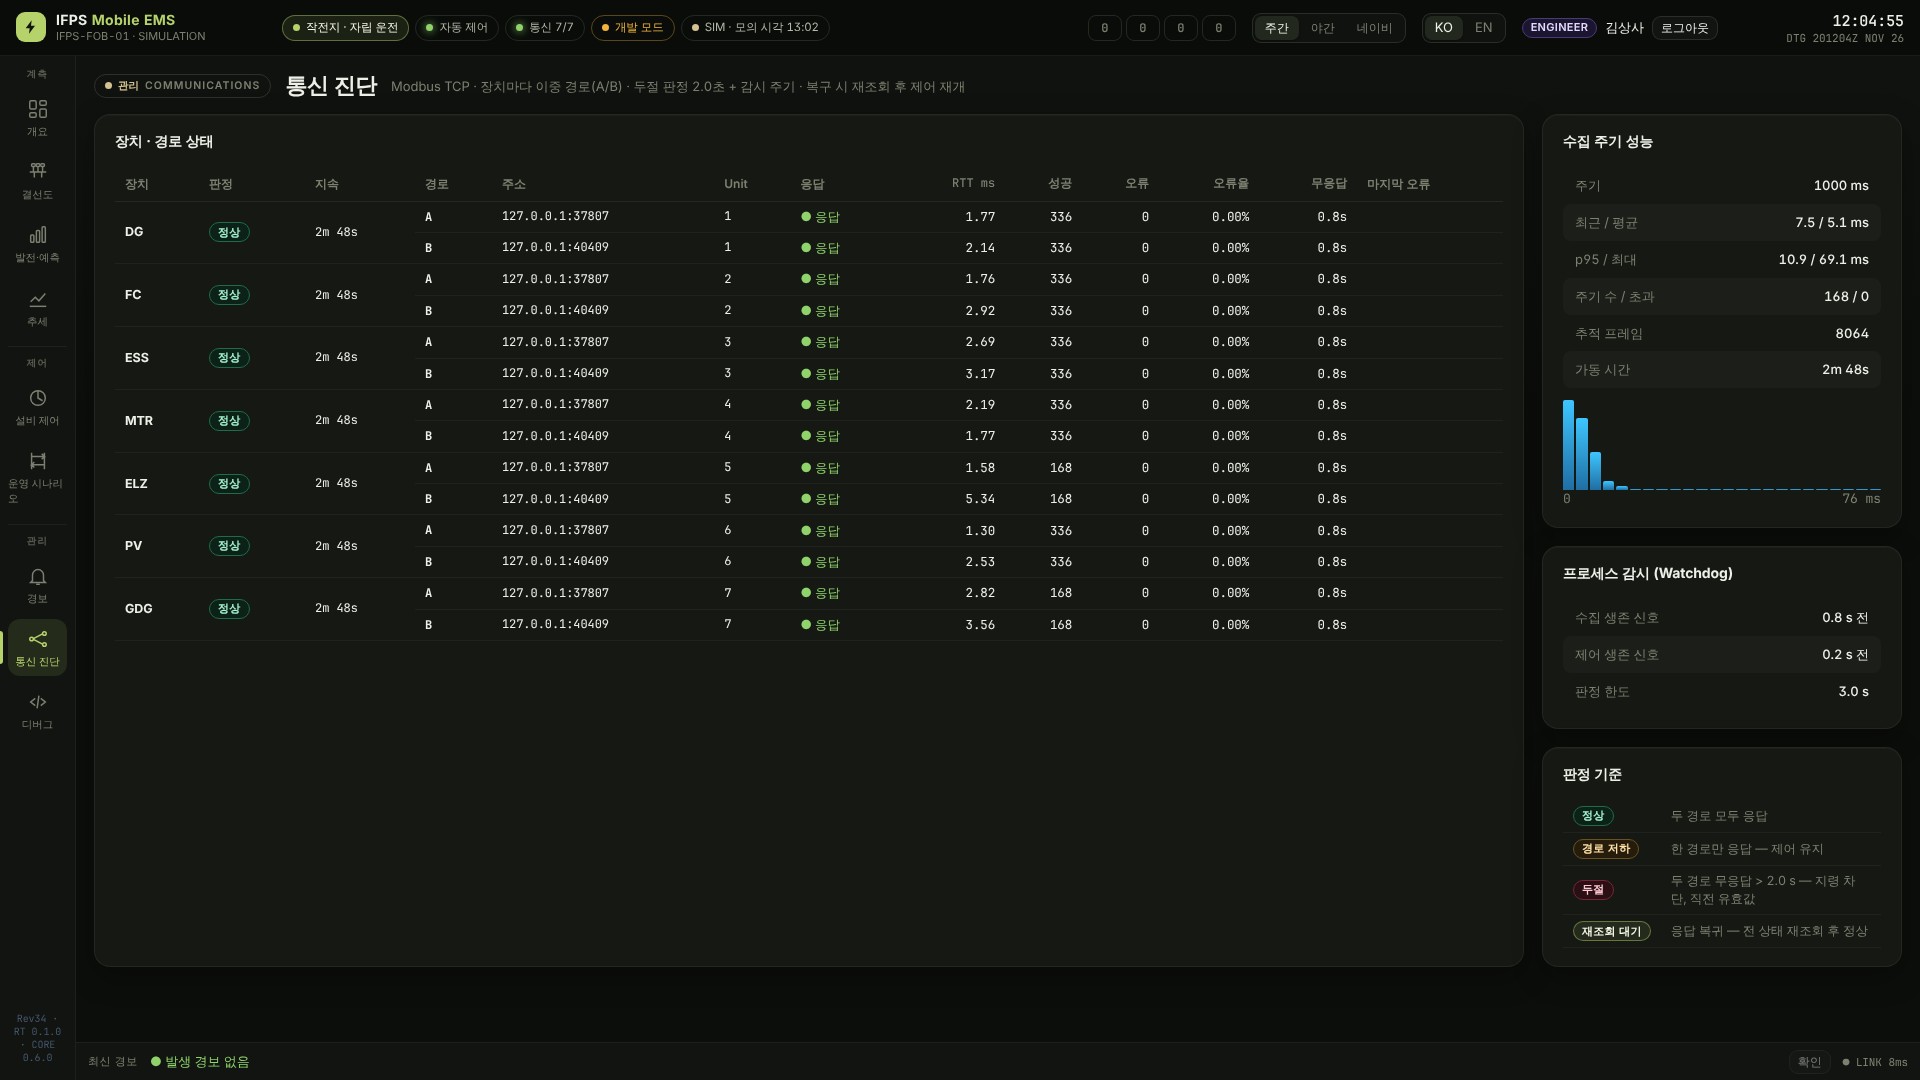 IFPS Mobile EMS
IFPS-FOB-01 · SIMULATION
작전지 · 자립 운전
자동 제어
통신 7/7
개발 모드
SIM · 모의 시각 13:02
0 0 0 0
주간 야간 네이비
KO EN
ENGINEER 김상사 로그아웃
12:04:55
DTG 201204Z NOV 26
계측
개요
결선도
발전·예측
추세
제어
설비 제어
운영 시나리
오
관리
경보
통신 진단
디버그
Rev34 ·
RT 0.1.0
· CORE
0.6.0
관리 COMMUNICATIONS
통신 진단
Modbus TCP · 장치마다 이중 경로(A/B) · 두절 판정 2.0초 + 감시 주기 · 복구 시 재조회 후 제어 재개
장치 · 경로 상태
장치 판정 지속 경로 주소 Unit 응답 RTT ms 성공 오류 오류율 무응답 마지막 오류
DG 정상 2m 48s
A 127.0.0.1:37807 1 응답 1.77 336 0 0.00% 0.8s
B 127.0.0.1:40409 1 응답 2.14 336 0 0.00% 0.8s
FC 정상 2m 48s
A 127.0.0.1:37807 2 응답 1.76 336 0 0.00% 0.8s
B 127.0.0.1:40409 2 응답 2.92 336 0 0.00% 0.8s
ESS 정상 2m 48s
A 127.0.0.1:37807 3 응답 2.69 336 0 0.00% 0.8s
B 127.0.0.1:40409 3 응답 3.17 336 0 0.00% 0.8s
MTR 정상 2m 48s
A 127.0.0.1:37807 4 응답 2.19 336 0 0.00% 0.8s
B 127.0.0.1:40409 4 응답 1.77 336 0 0.00% 0.8s
ELZ 정상 2m 48s
A 127.0.0.1:37807 5 응답 1.58 168 0 0.00% 0.8s
B 127.0.0.1:40409 5 응답 5.34 168 0 0.00% 0.8s
PV 정상 2m 48s
A 127.0.0.1:37807 6 응답 1.30 336 0 0.00% 0.8s
B 127.0.0.1:40409 6 응답 2.53 336 0 0.00% 0.8s
GDG 정상 2m 48s
A 127.0.0.1:37807 7 응답 2.82 168 0 0.00% 0.8s
B 127.0.0.1:40409 7 응답 3.56 168 0 0.00% 0.8s
수집 주기 성능
주기 1000 ms
최근 / 평균 7.5 / 5.1 ms
p95 / 최대 10.9 / 69.1 ms
주기 수 / 초과 168 / 0
추적 프레임 8064
가동 시간 2m 48s
0 76 ms
프로세스 감시 (Watchdog)
수집 생존 신호 0.8 s 전
제어 생존 신호 0.2 s 전
판정 한도 3.0 s
판정 기준
정상 두 경로 모두 응답
경로 저하 한 경로만 응답 — 제어 유지
두절 두 경로 무응답 > 2.0 s — 지령 차
단, 직전 유효값
재조회 대기 응답 복귀 — 전 상태 재조회 후 정상
최신 경보 발생 경보 없음
확인 LINK 8ms